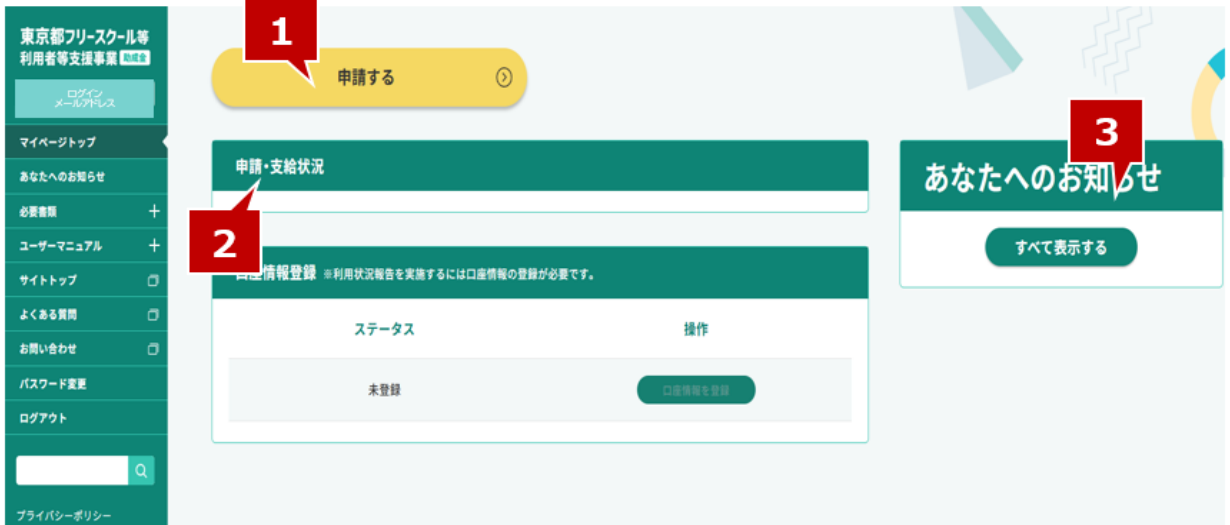 東京都フリースクール等
利用者等支援事業 助成金
ログイン
メールアドレス
マイページトップ
あなたへのお知らせ
必要書類
ユーザーマニュアル
サイトトップ
よくある質問
お問い合わせ
パスワード変更
ログアウト
プライバシーポリシー
1
申請する
2
申請・支給状況
口座情報登録 ※利用状況報告を実施するには口座情報の登録が必要です。
ステータス 操作
未登録 口座情報を登録
3
あなたへのお知らせ
すべて表示する